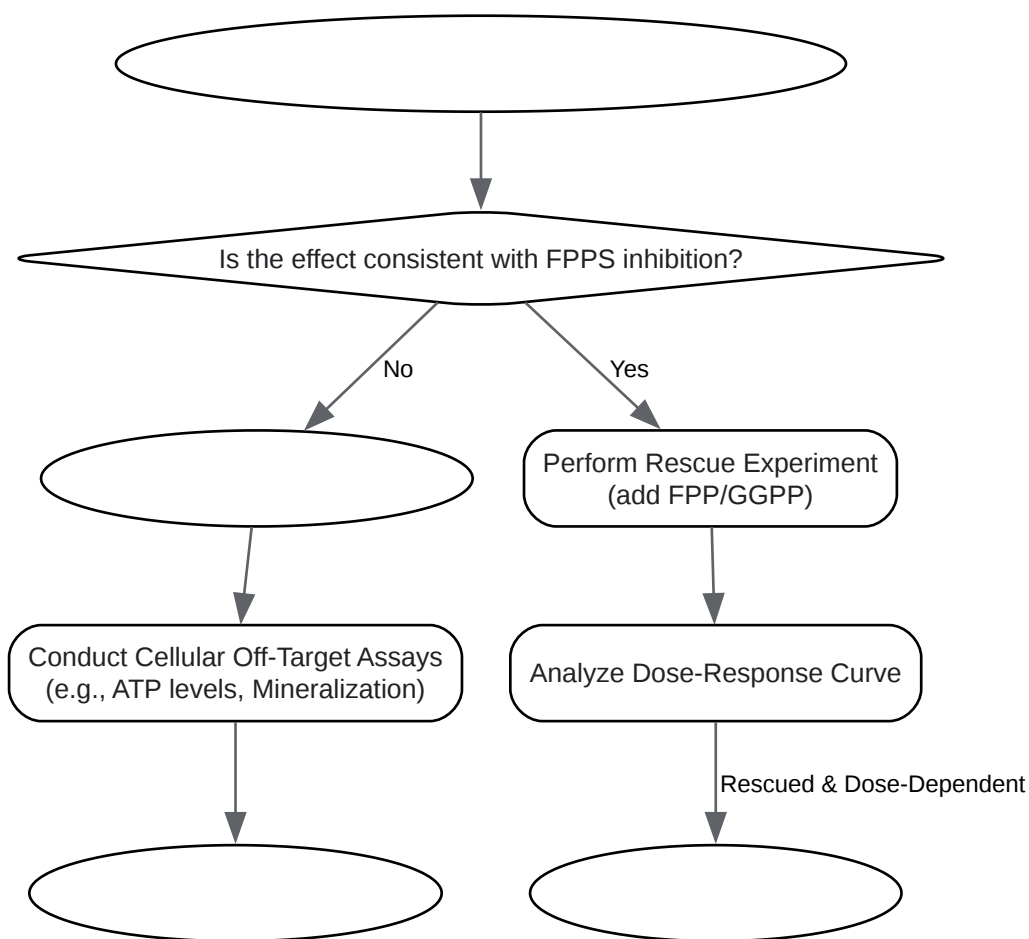 Is the effect consistent with FPPS inhibition?
No
Yes
Perform Rescue Experiment
(add FPP/GGPP)
Conduct Cellular Off-Target Assays
(e.g., ATP levels, Mineralization)
Analyze Dose-Response Curve
Rescued & Dose-Dependent